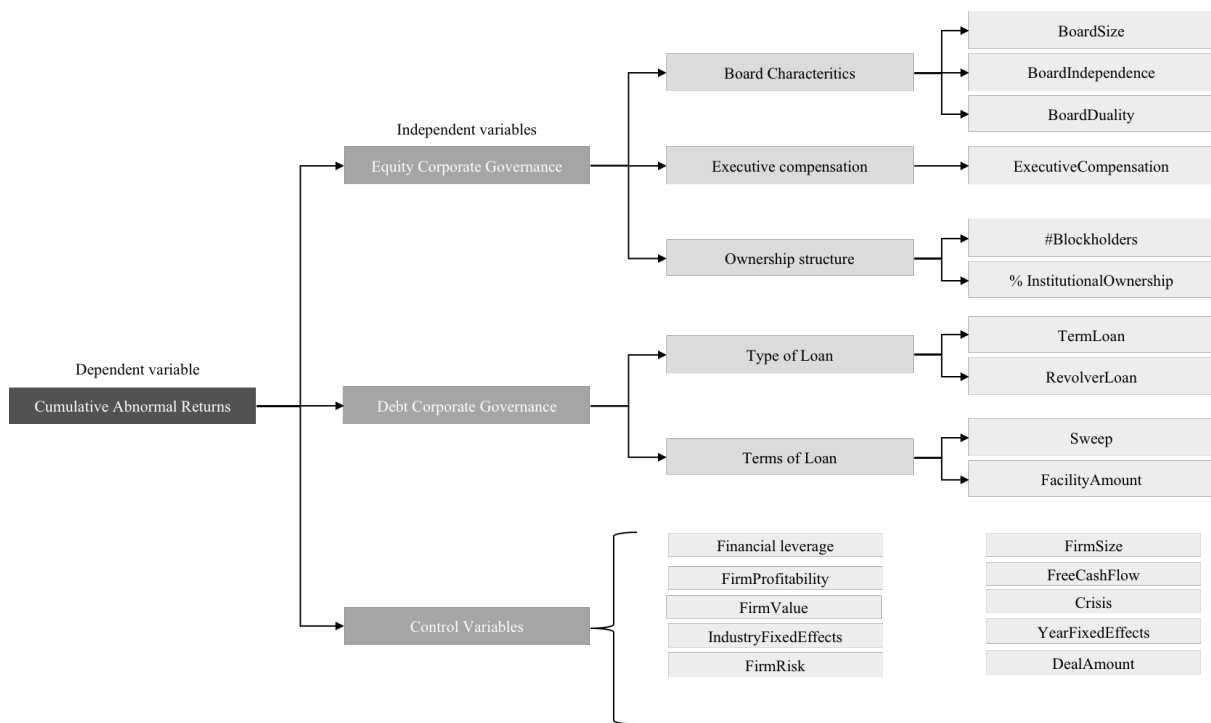 Dependent variable
Cumulative Abnormal Returns
Independent variables
Equity Corporate Governance
Board Charateritics
BoardSize
BoardIndependence
BoardDuality
Executive compensation
ExecutiveCompensation
Ownership structure
#Blockholders
% InstitutionalOwnership
Debt Corporate Governance
Type of Loan
TermLoan
RevolverLoan
Terms of Loan
Sweep
FacilityAmount
Control Variables
Financial leverage
FirmProfitability
FirmValue
IndustryFixedEffects
FirmRisk
FirmSize
FreeCashFlow
Crisis
YearFixedEffects
DealAmount